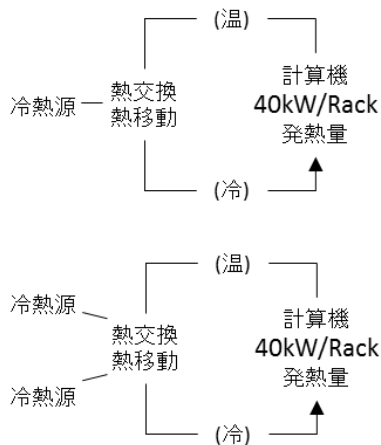 (温)
冷熱源
熱交換
熱移動
計算機
40kW/Rack
発熱量
(冷)
(温)
冷熱源
冷熱源
熱交換
熱移動
計算機
40kW/Rack
発熱量
(冷)